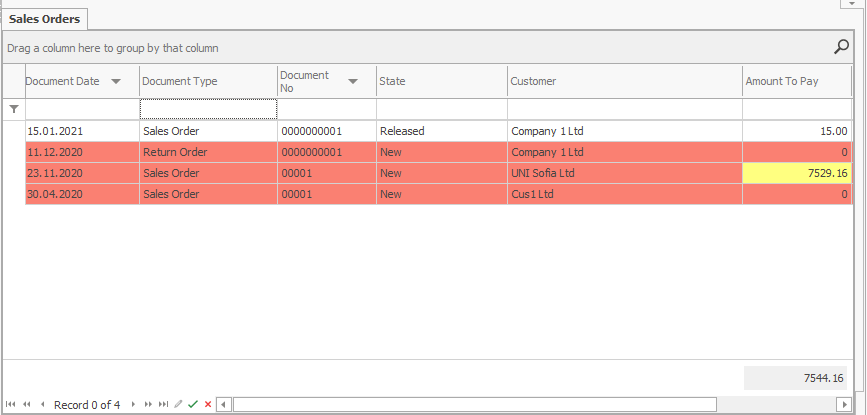 Sales Orders
Drag a column here to group by that column
Document Date Document Type Document No State Customer Amount To Pay
15.01.2021 Sales Order 0000000001 Released Company 1 Ltd 15.00
11.12.2020 Return Order 0000000001 New Company 1 Ltd 0
23.11.2020 Sales Order 00001 New UNI Sofia Ltd 7529.16
30.04.2020 Sales Order 00001 New Cus1 Ltd 0
7544.16
Record 0 of 4